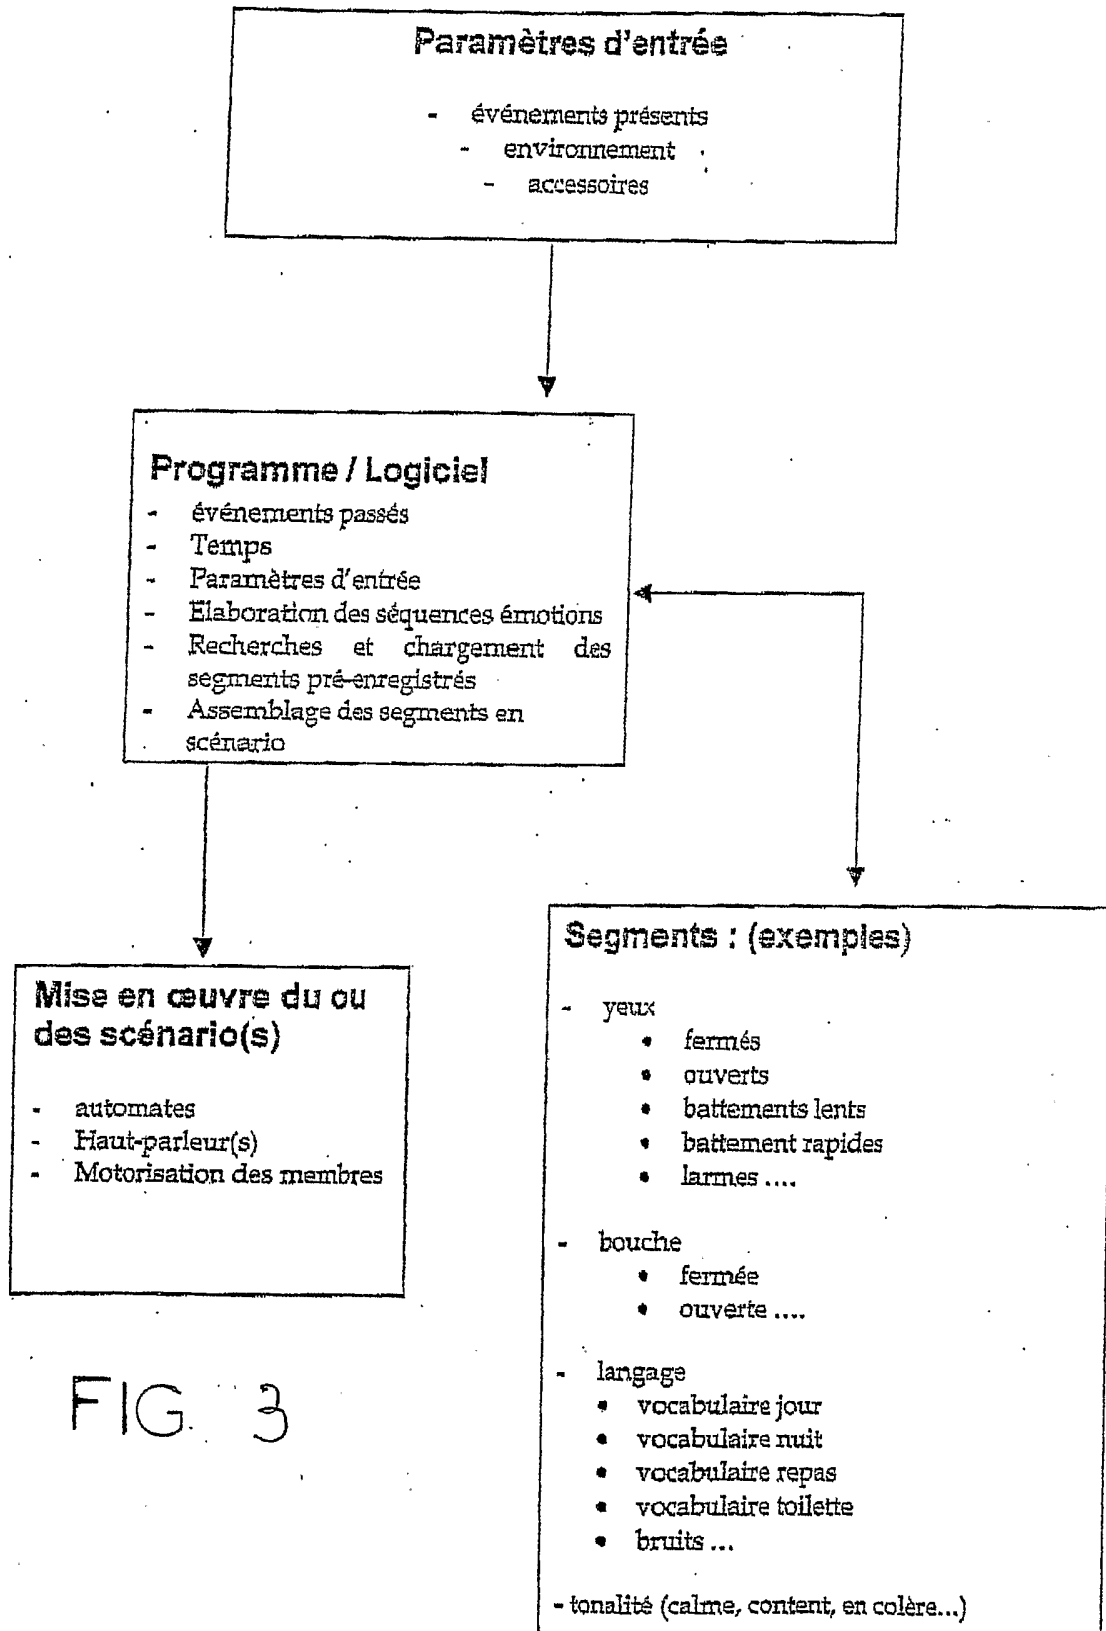 Paramètres d'entrée
- événements présents
- environnement
- accessoires
Programme / Logiciel
- événements passés
- Temps
- Paramètres d'entrée
- Elaboration des séquences émotions
- Recherches et chargement des
segments pré-enregistrés
- Assemblage des segments en
scénario
Mise en œuvre du ou
des scénario(s)
- automates
- Haut-parleur(s)
- Motorisation des membres
Segments : (exemples)
- yeux
• fermés
• ouverts
• battements lents
• battement rapides
• larmes ....
- bouche
• fermée
• ouverte ....
- langage
• vocabulaire jour
• vocabulaire nuit
• vocabulaire repas
• vocabulaire toilette
• bruits ...
- tonalité (calme, content, en colère...)
FIG. 3